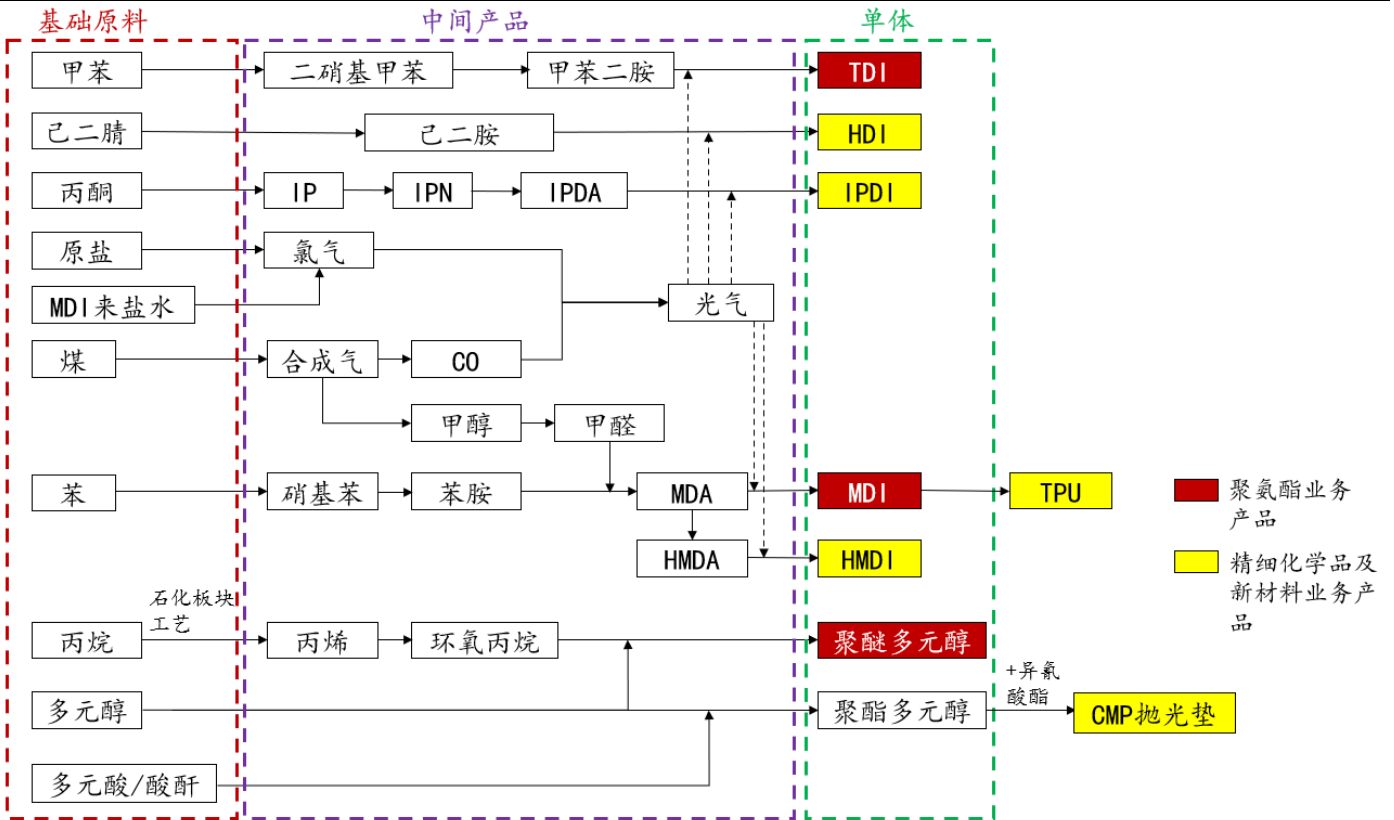 基础原料
中间产品
单体
甲苯
二硝基甲苯
甲苯二胺
TDI
己二腈
己二胺
HDI
丙酮
IP
IPN
IPDA
IPDI
原盐
氯气
MDI来盐水
光气
煤
合成气
CO
甲醇
甲醛
苯
硝基苯
苯胺
MDA
MDI
TPU
聚氨酯业务
产品
HMDA
HMDI
精细化学品及
新材料业务产
品
石化板块
工艺
丙烷
丙烯
环氧丙烷
聚醚多元醇
+异氰
酸酯
多元醇
聚酯多元醇
CMP抛光垫
多元酸/酸酐